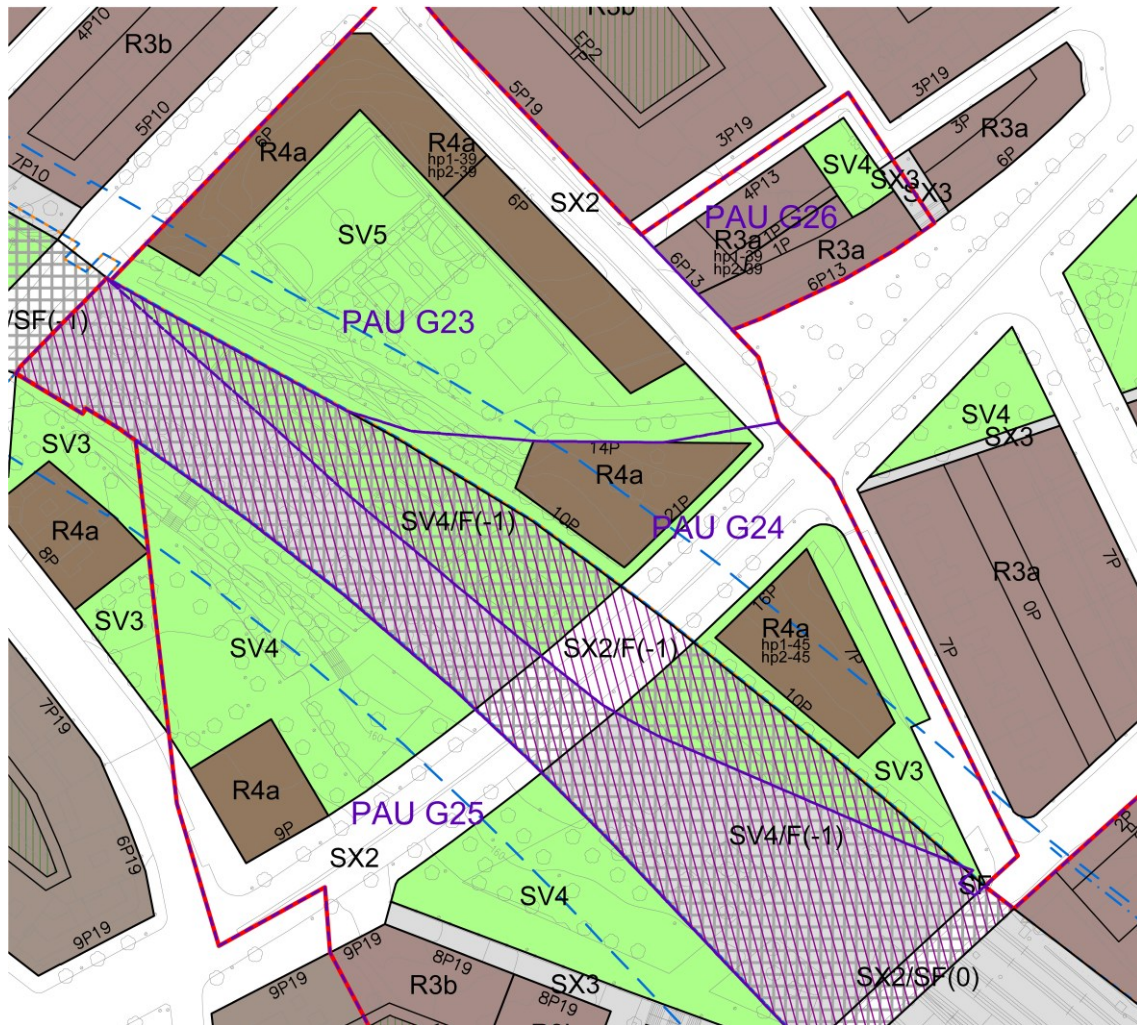 4P10
R3b
5P10
7P10
R3b
EP2
1P
5P19
3P19
3P19
3P
R3a
6P
R4a
R4a
hp1-39
hp2-39
6P
SX2
SV4
SX3
SX3
4P13
PAU G26
R3a
1P
1P
hp1-39
hp2-39
R3a
6P13
6P13
SV5
PAU G23
/SF(-1)
SV3
R4a
8P
SV3
SV4
14P
R4a
21P
10P
SV4/F(-1)
PAU G24
SV4
SX3
R3a
0P
7P
7P
16P
R4a
hp1-45
hp2-45
7P
10P
SX2/F(-1)
SV3
7P19
6P19
9P19
R4a
9P
PAU G25
SX2
SV4/F(-1)
SF
2P
SV4
SX2/SF(0)
SX3
9P19
9P19
8P19
R3b
8P19